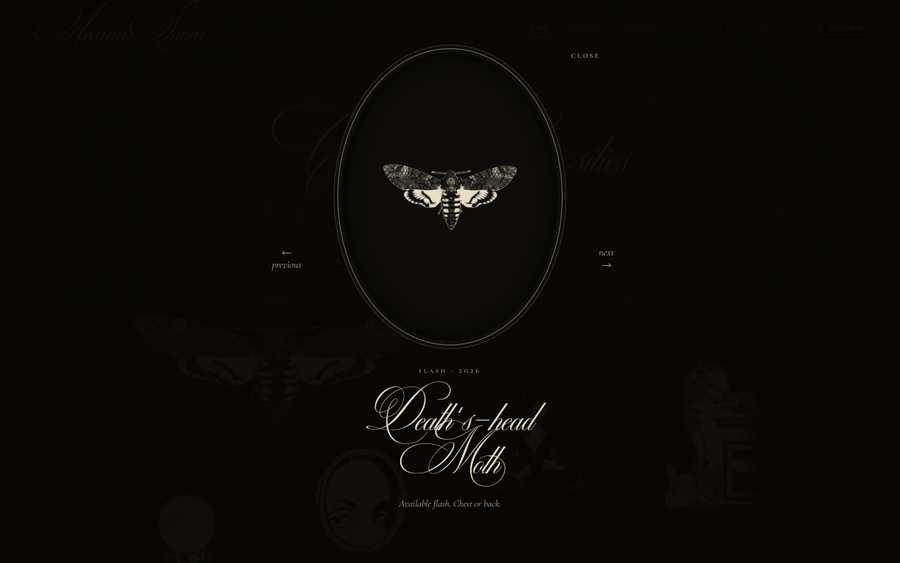 CLOSE
←
previous
next
→
FLASH · 2026
Death's-head
Moth
Available flash. Chest or back.